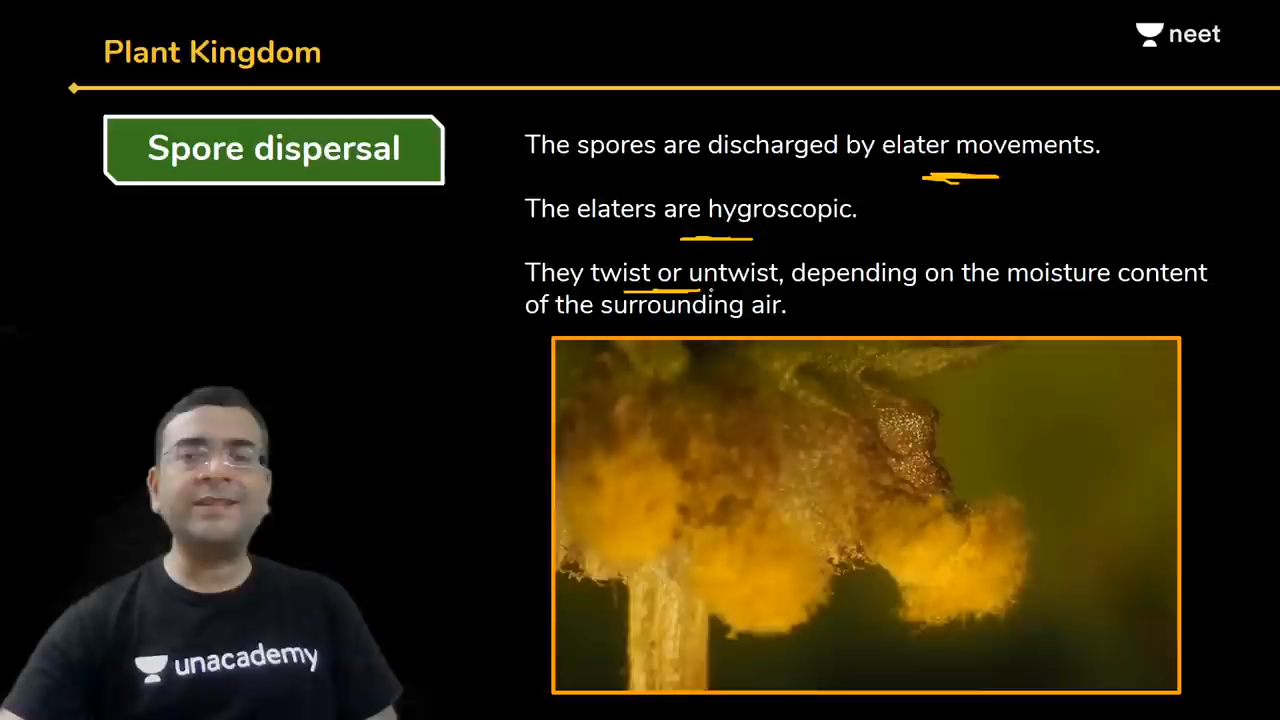 Plant Kingdom
neet
Spore dispersal
The spores are discharged by elater movements.
The elaters are hygroscopic.
They twist or untwist, depending on the moisture content
of the surrounding air.
unacademy